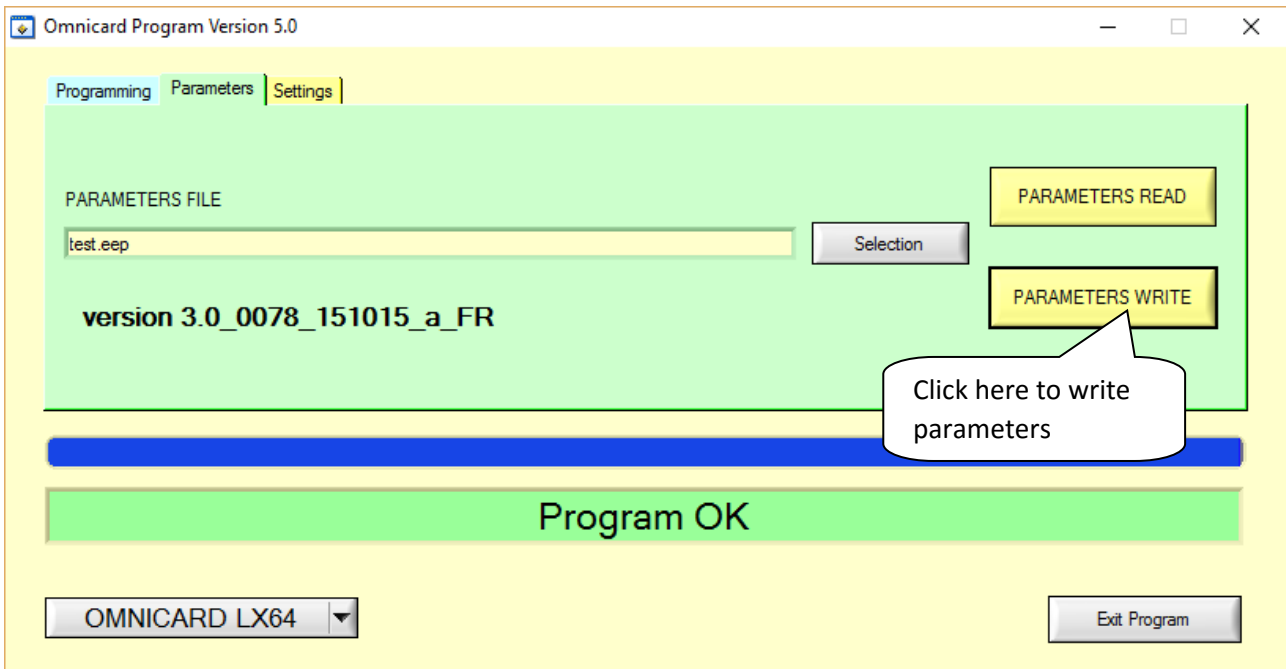 Omnicard Program Version 5.0
Programming Parameters Settings
PARAMETERS FILE
PARAMETERS READ
test.eep
Selection
PARAMETERS WRITE
version 3.0_0078_151015_a_FR
Click here to write
parameters
Program OK
OMNICARD LX64
Exit Program